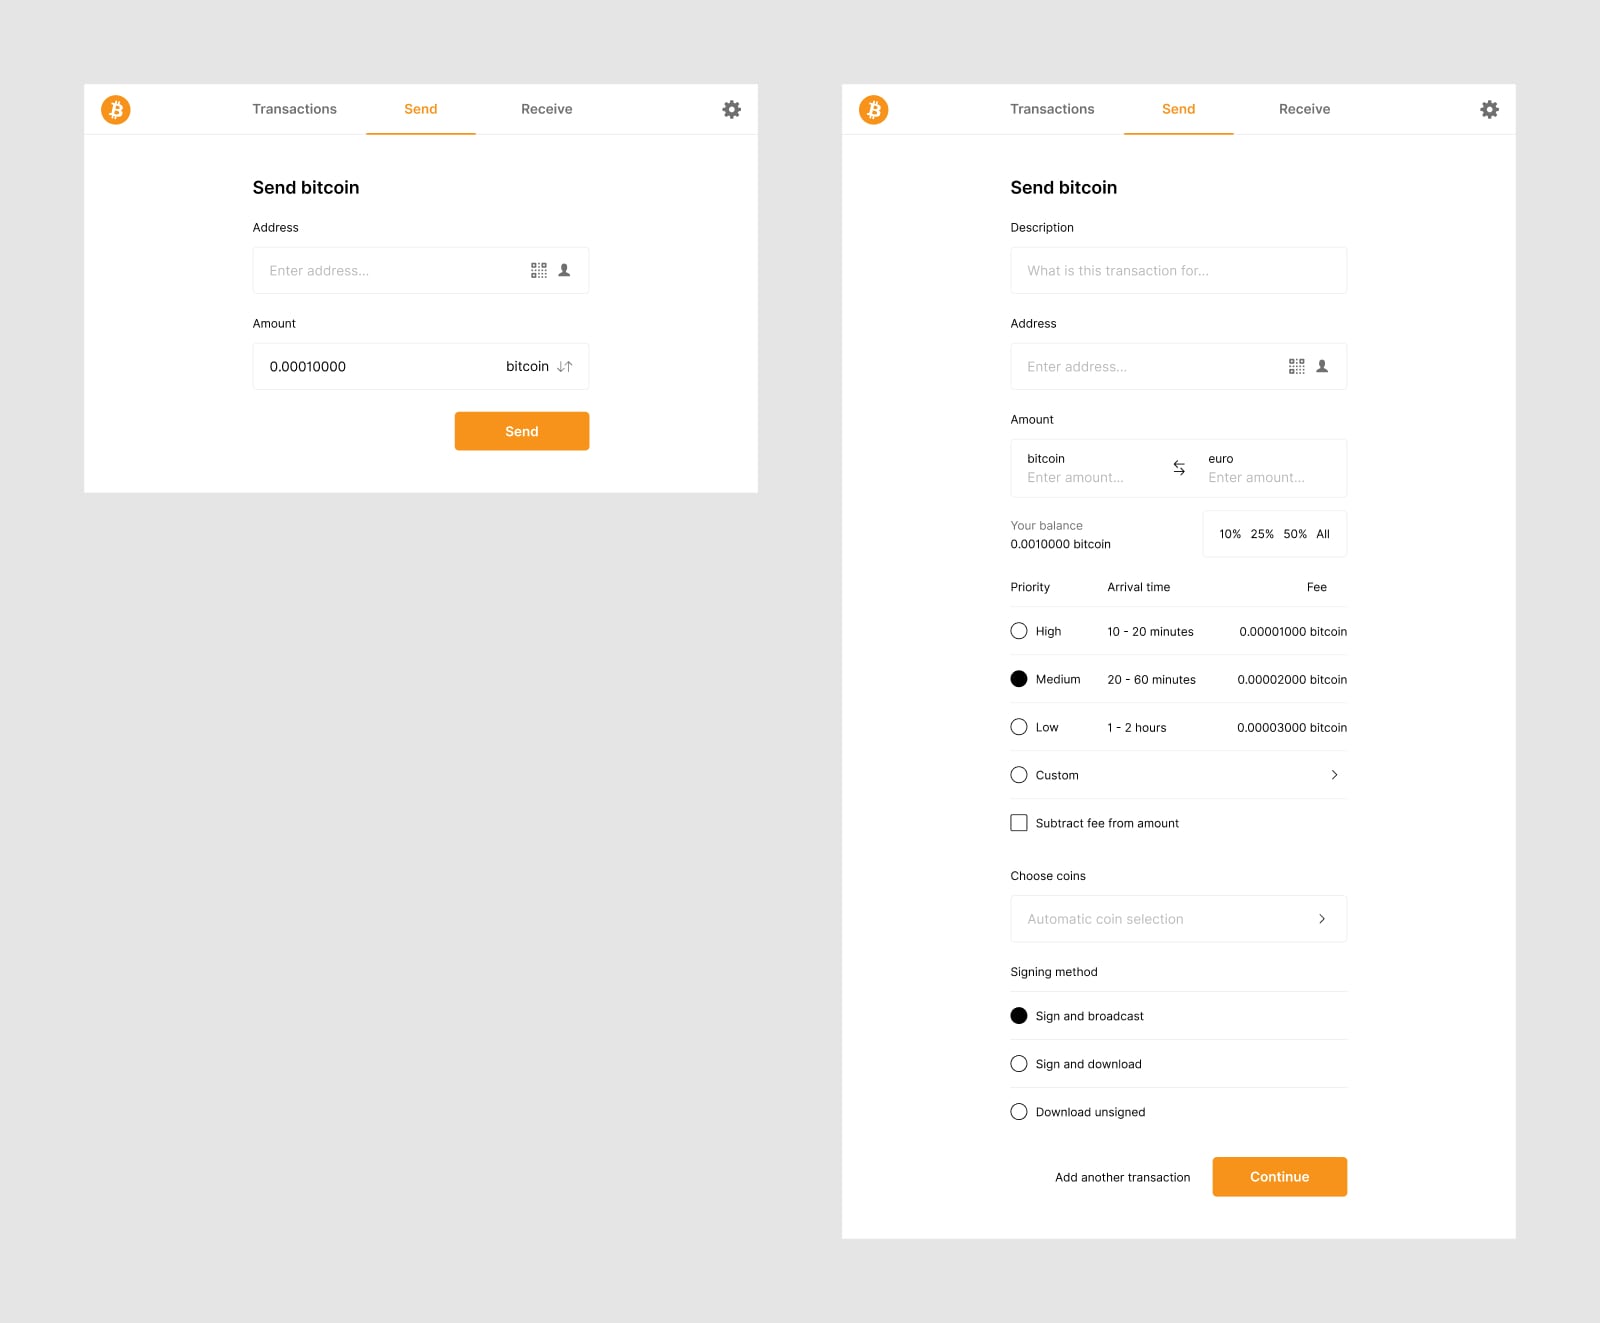 Transactions Send Receive
Send bitcoin
Address
Enter address...
Amount
0.00010000 bitcoin
Send
Transactions Send Receive
Send bitcoin
Description
What is this transaction for...
Address
Enter address...
Amount
bitcoin euro
Enter amount... Enter amount...
Your balance
0.0010000 bitcoin
10% 25% 50% All
Priority Arrival time Fee
High 10 - 20 minutes 0.00001000 bitcoin
Medium 20 - 60 minutes 0.00002000 bitcoin
Low 1 - 2 hours 0.00003000 bitcoin
Custom
Subtract fee from amount
Choose coins
Automatic coin selection
Signing method
Sign and broadcast
Sign and download
Download unsigned
Add another transaction Continue